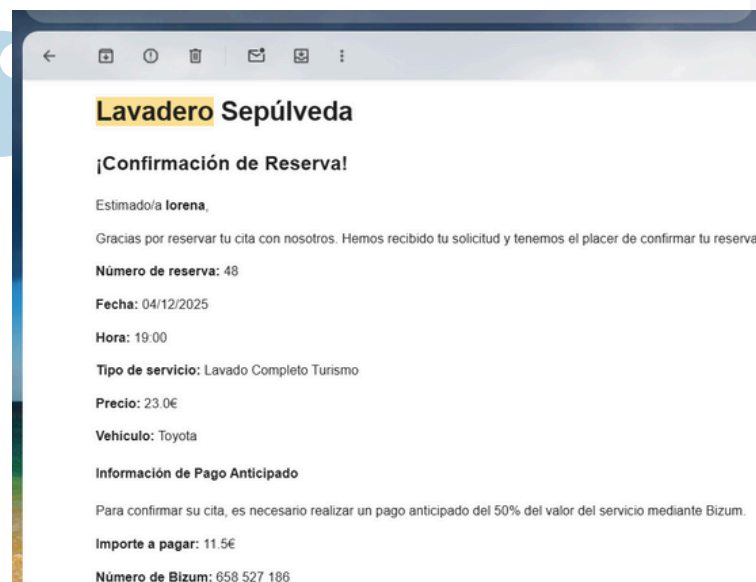 Lavadero Sepúlveda
¡Confirmación de Reserva!
Estimado/a lorena,
Gracias por reservar tu cita con nosotros. Hemos recibido tu solicitud y tenemos el placer de confirmar tu reserva
Número de reserva: 48
Fecha: 04/12/2025
Hora: 19:00
Tipo de servicio: Lavado Completo Turismo
Precio: 23.0€
Vehículo: Toyota
Información de Pago Anticipado
Para confirmar su cita, es necesario realizar un pago anticipado del 50% del valor del servicio mediante Bizum.
Importe a pagar: 11.5€
Número de Bizum: 658 527 186